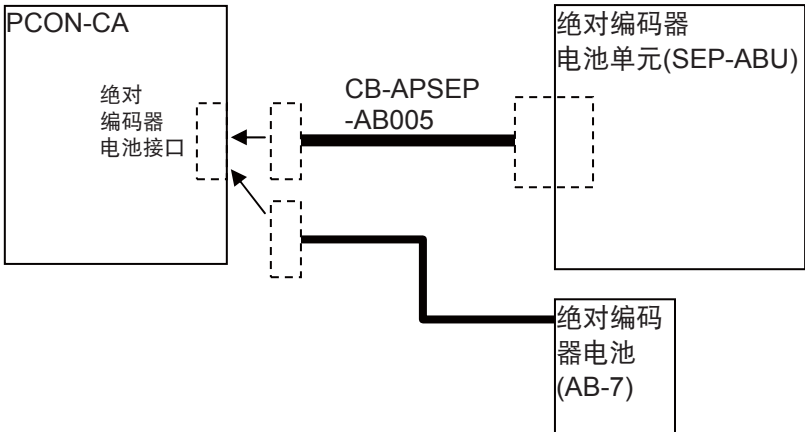 PCON-CA
绝对
编码器
电池接口
CB-APSEP
-AB005
绝对编码器
电池单元(SEP-ABU)
绝对编码
器电池
(AB-7)